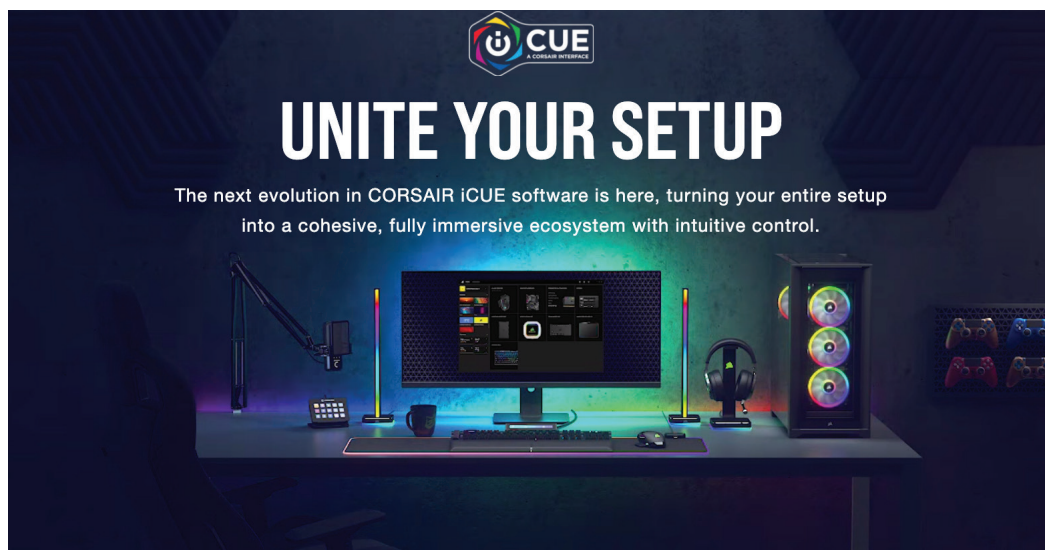 iCUE
A CORSAIR INTERFACE
UNITE YOUR SETUP
The next evolution in CORSAIR iCUE software is here, turning your entire setup
into a cohesive, fully immersive ecosystem with intuitive control.